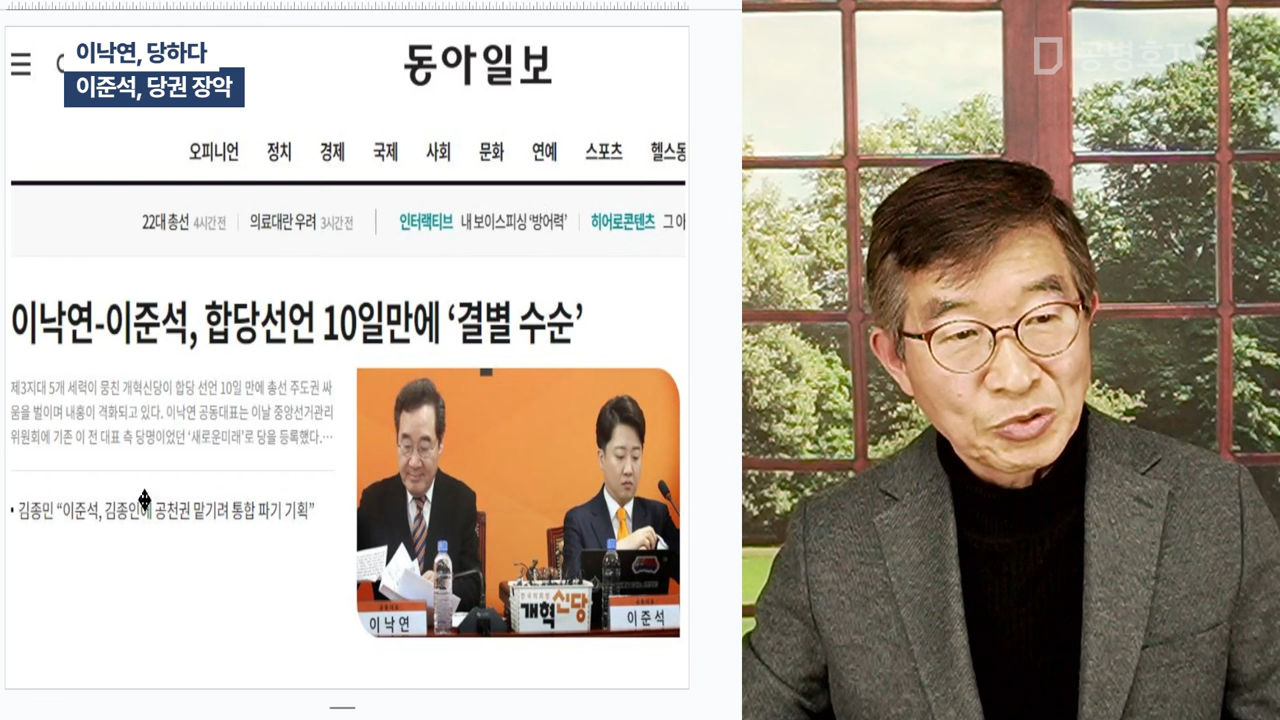 이낙연, 당하다
이준석, 당권 장악
동아일보
공병호TV
오피니언 정치 경제 국제 사회 문화 연예 스포츠 헬스동
22대 총선 4시간 전 의료대란 우려 3시간 전 인터랙티브 내 보이스피싱 ‘방어력’ 히어로콘텐츠 그 아
이낙연-이준석, 합당선언 10일만에 ‘결별 수순’
제3지대 5개 세력이 뭉친 개혁신당이 합당 선언 10일 만에 총선 주도권 싸
움을 벌이며 내홍이 격화되고 있다. 이낙연 공동대표는 이날 중앙선거관리
위원회에 기존 이 전 대표 측 당명이었던 ‘새로운미래’로 당을 등록했다.…
김종민 “이준석, 김종인에 공천권 맡기려 통합 파기 기획”
공동대표
이낙연
개혁신당
이준석